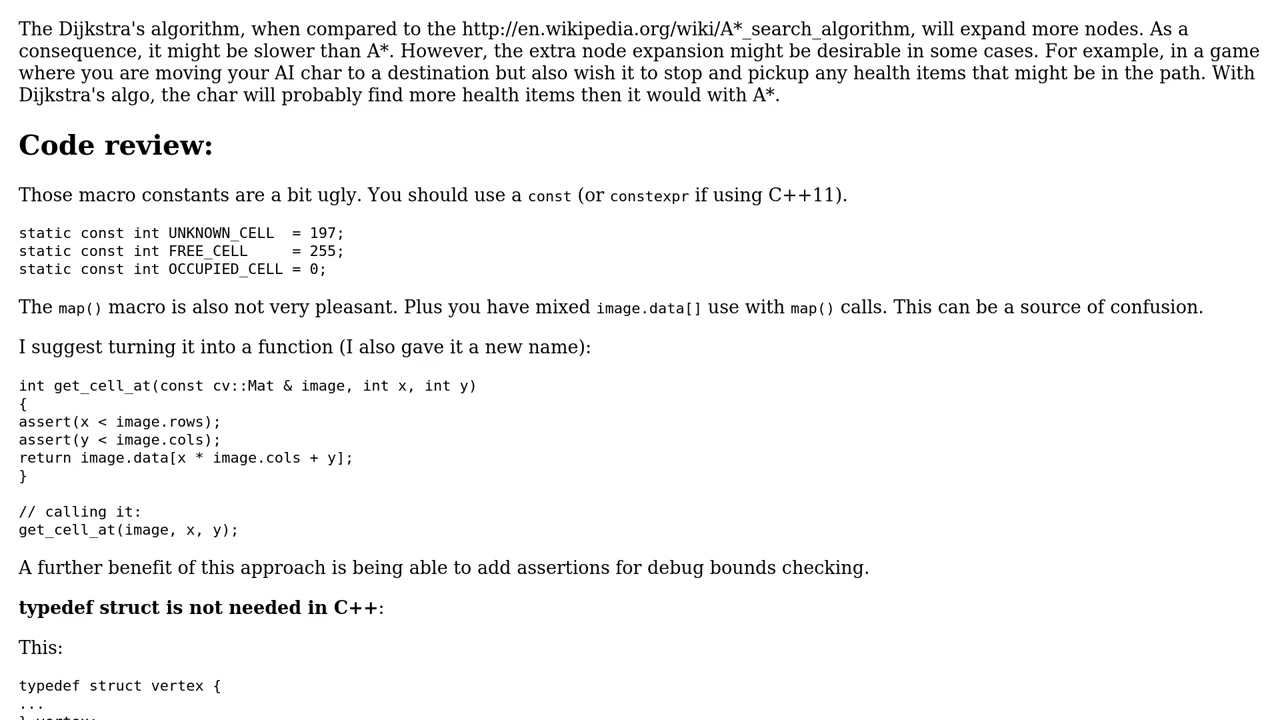 The Dijkstra's algorithm, when compared to the http://en.wikipedia.org/wiki/A*_search_algorithm, will expand more nodes. As a
consequence, it might be slower than A*. However, the extra node expansion might be desirable in some cases. For example, in a game
where you are moving your AI char to a destination but also wish it to stop and pickup any health items that might be in the path. With
Dijkstra's algo, the char will probably find more health items then it would with A*.
Code review:
Those macro constants are a bit ugly. You should use a const (or constexpr if using C++11).
static const int UNKNOWN_CELL  = 197;
static const int FREE_CELL     = 255;
static const int OCCUPIED_CELL = 0;
The map() macro is also not very pleasant. Plus you have mixed image.data[] use with map() calls. This can be a source of confusion.
I suggest turning it into a function (I also gave it a new name):
int get_cell_at(const cv::Mat & image, int x, int y)
{
assert(x < image.rows);
assert(y < image.cols);
return image.data[x * image.cols + y];
}
// calling it:
get_cell_at(image, x, y);
A further benefit of this approach is being able to add assertions for debug bounds checking.
typedef struct is not needed in C++:
This:
typedef struct vertex {
...
} vertex;